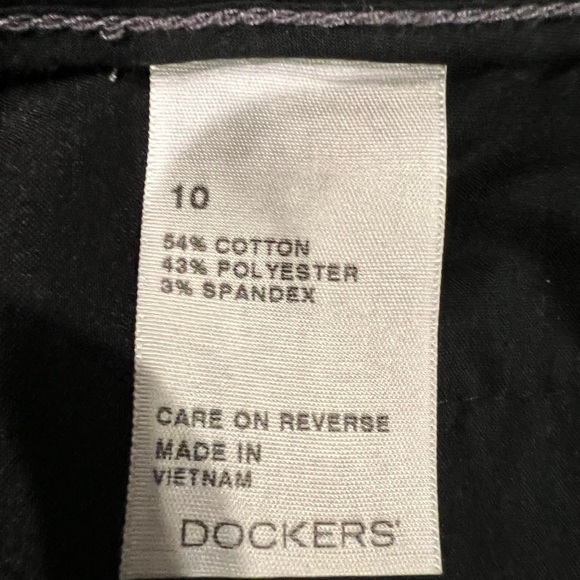 10
54% COTTON
43% POLYESTER
3% SPANDEX
CARE ON REVERSE
MADE IN
VIETNAM
DOCKERS®